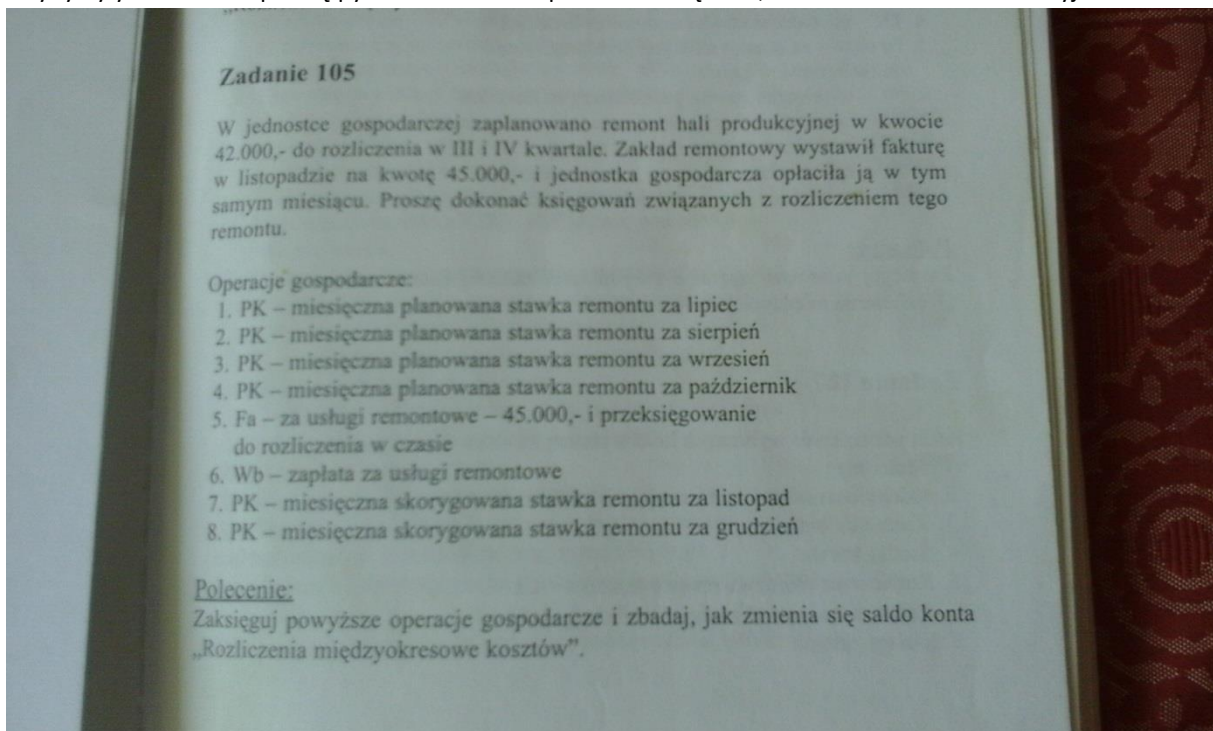 Zadanie 105
W jednostce gospodarczej zaplanowano remont hali produkcyjnej w kwocie
42.000,- do rozliczenia w III i IV kwartale. Zakład remontowy wystawił fakturę
w listopadzie na kwotę 45.000,- i jednostka gospodarcza opłaciła ją w tym
samym miesiącu. Proszę dokonać księgowań związanych z rozliczeniem tego
remontu.
Operacje gospodarcze:
1. PK – miesięczna planowana stawka remontu za lipiec
2. PK – miesięczna planowana stawka remontu za sierpień
3. PK – miesięczna planowana stawka remontu za wrzesień
4. PK – miesięczna planowana stawka remontu za październik
5. Fa – za usługi remontowe – 45.000,- i przeksięgowanie
do rozliczenia w czasie
6. Wb – zapłata za usługi remontowe
7. PK – miesięczna skorygowana stawka remontu za listopad
8. PK – miesięczna skorygowana stawka remontu za grudzień
Polecenie:
Zaksięguj powyższe operacje gospodarcze i zbadaj, jak zmienia się saldo konta
„Rozliczenia międzyokresowe kosztów”.